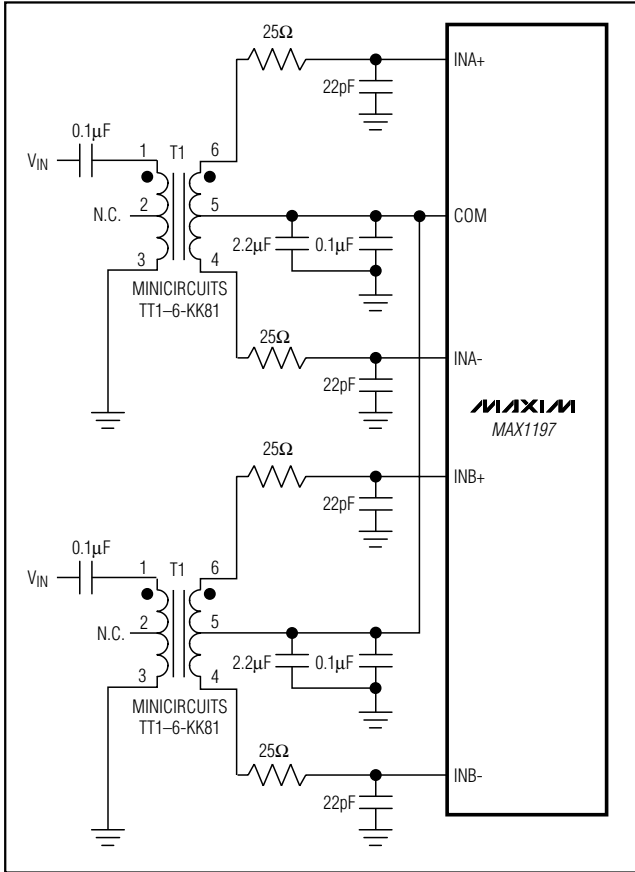 25Ω
INA+
22pF
0.1μF
VIN
1
T1
6
N.C.
2
5
COM
2.2μF
0.1μF
3
4
MINICIRCUITS
TT1–6-KK81
25Ω
INA-
22pF
MAXIM
MAX1197
25Ω
INB+
22pF
0.1μF
VIN
1
T1
6
N.C.
2
5
2.2μF
0.1μF
3
4
MINICIRCUITS
TT1–6-KK81
25Ω
INB-
22pF